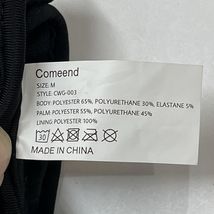 Comeend
SIZE: M
STYLE: CWG-003
BODY: POLYESTER 65%, POLYURETHANE 30%, ELASTANE 5%
PALM: POLYESTER 55%, POLYURETHANE 45%
LINING: POLYESTER 100%
30
MADE IN CHINA